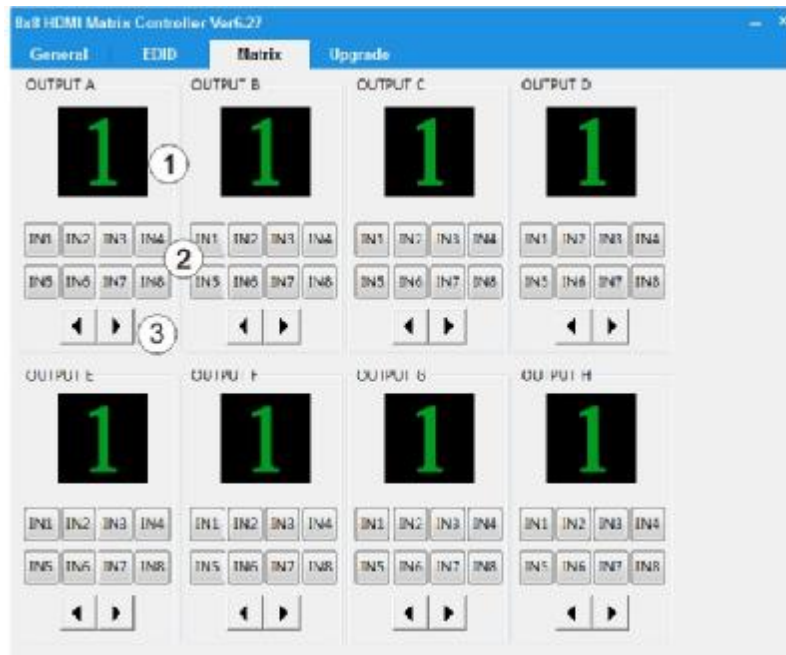 8x8 HDMI Matrix Controller Ver6.27
General EDID Matrix Upgrade
OUTPUT A OUTPUT B OUTPUT C OUTPUT D
1 1 1 1
①
IN1 IN2 IN3 IN4 IN1 IN2 IN3 IN4 IN1 IN2 IN3 IN4 IN1 IN2 IN3 IN4
②
IN5 IN6 IN7 IN8 IN5 IN6 IN7 IN8 IN5 IN6 IN7 IN8 IN5 IN6 IN7 IN8
③
OUTPUT E OUTPUT F OUTPUT G OUTPUT H
1 1 1 1
IN1 IN2 IN3 IN4 IN1 IN2 IN3 IN4 IN1 IN2 IN3 IN4 IN1 IN2 IN3 IN4
IN5 IN6 IN7 IN8 IN5 IN6 IN7 IN8 IN5 IN6 IN7 IN8 IN5 IN6 IN7 IN8